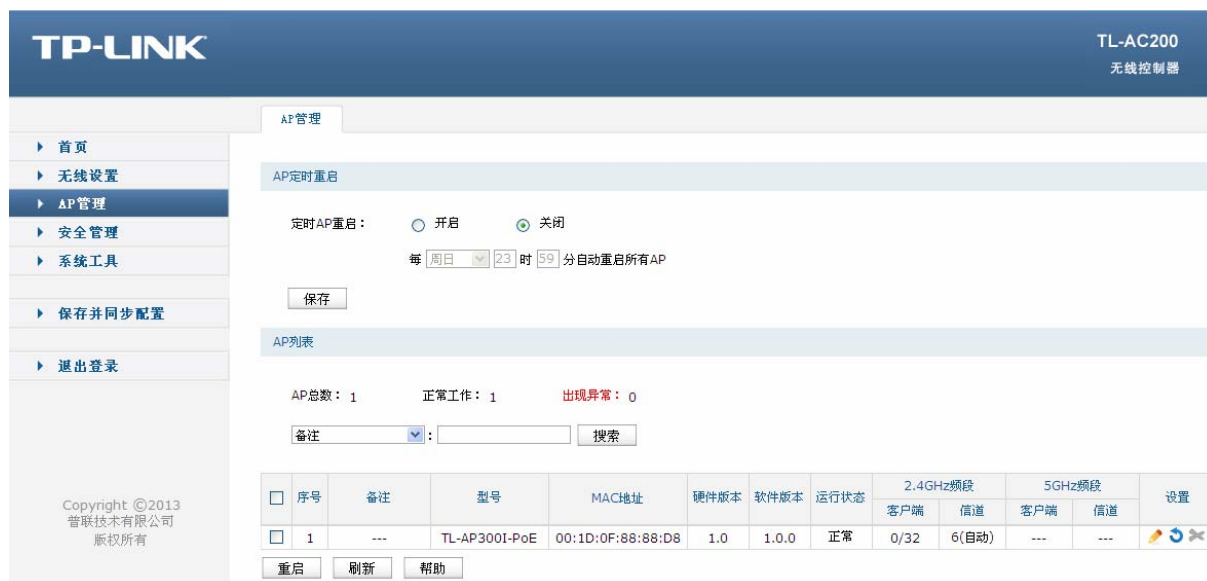 TP-LINK
TL-AC200
无线控制器
AP管理
首页
无线设置
AP管理
安全管理
系统工具
保存并同步配置
退出登录
Copyright ©2013
普联技术有限公司
版权所有
AP定时重启
定时AP重启： 开启 关闭
每 周日 23 时 59 分自动重启所有AP
保存
AP列表
AP总数： 1 正常工作： 1 出现异常： 0
备注 ： 搜索
序号 备注 型号 MAC地址 硬件版本 软件版本 运行状态 2.4GHz频段 5GHz频段 设置
客户端 信道 客户端 信道
1 --- TL-AP300I-PoE 00:1D:0F:88:88:D8 1.0 1.0.0 正常 0/32 6(自动) --- ---
重启 刷新 帮助